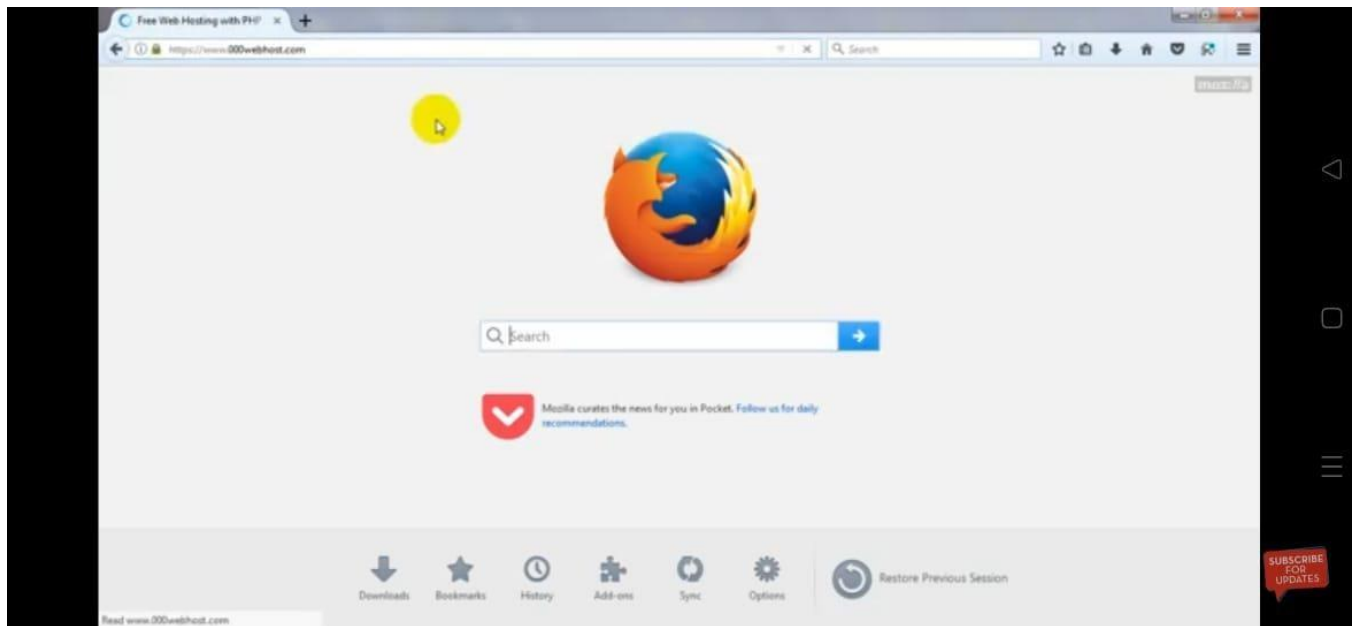 Free Web Hosting with PHP
https://www.000webhost.com
Search
mozilla
Search
Mozilla curates the news for you in Pocket. Follow us for daily
recommendations.
Downloads
Bookmarks
History
Add-ons
Sync
Options
Restore Previous Session
SUBSCRIBE
FOR
UPDATES
Read www.000webhost.com